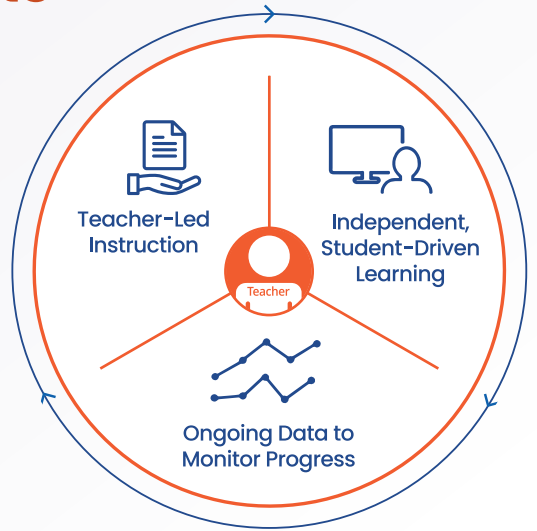 Teacher-Led
Instruction
Independent,
Student-Driven
Learning
Teacher
Ongoing Data to
Monitor Progress